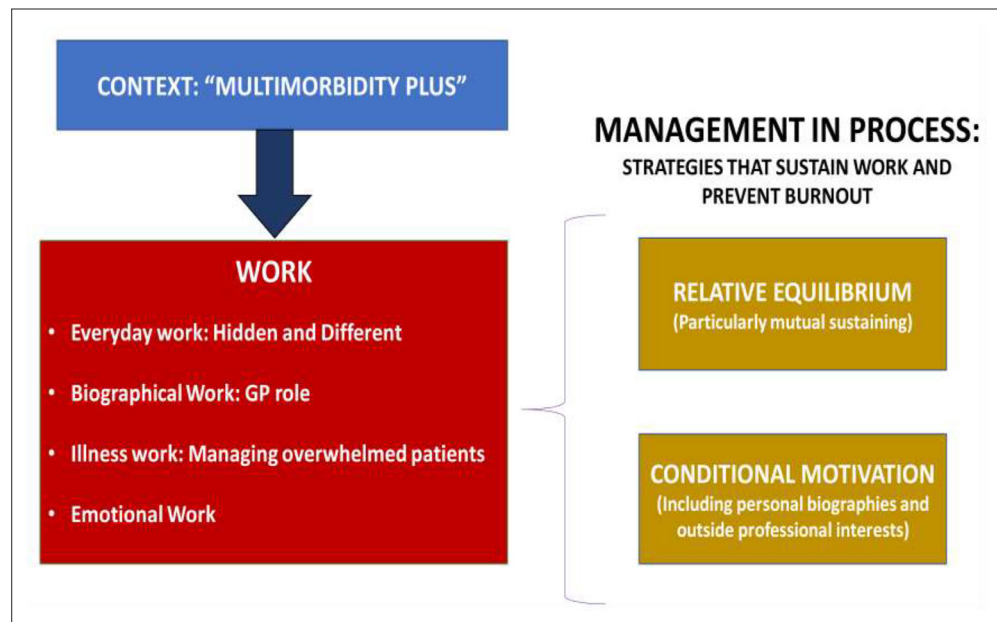 CONTEXT: “MULTIMORBIDITY PLUS”
WORK
• Everyday work: Hidden and Different
• Biographical Work: GP role
• Illness work: Managing overwhelmed patients
• Emotional Work
MANAGEMENT IN PROCESS:
STRATEGIES THAT SUSTAIN WORK AND
PREVENT BURNOUT
RELATIVE EQUILIBRIUM
(Particularly mutual sustaining)
CONDITIONAL MOTIVATION
(Including personal biographies and
outside professional interests)